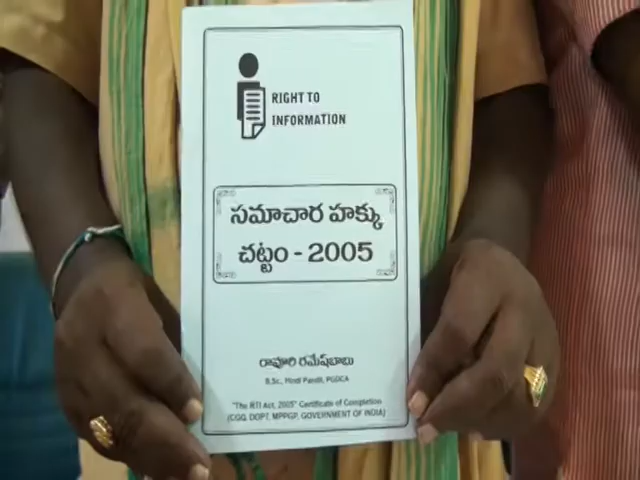 RIGHT TO
INFORMATION
సమాచార హక్కు
చట్టం - 2005
రావూరి రమేష్‌బాబు
B.Sc., Hindi Pandit, PGDCA
"The RTI Act, 2005" Certificate of Completion
(CGG, DOPT, MPPGP, GOVERNMENT OF INDIA)